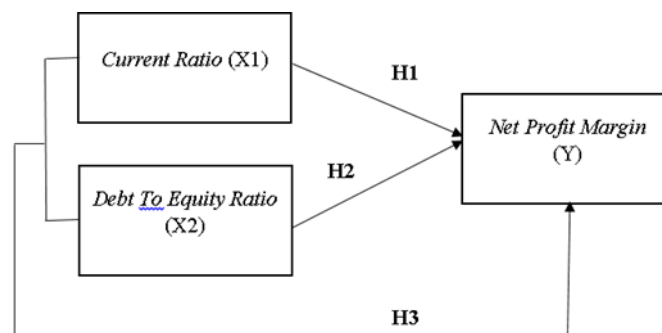 Current Ratio (X1)
H1
Net Profit Margin
(Y)
H2
Debt To Equity Ratio
(X2)
H3